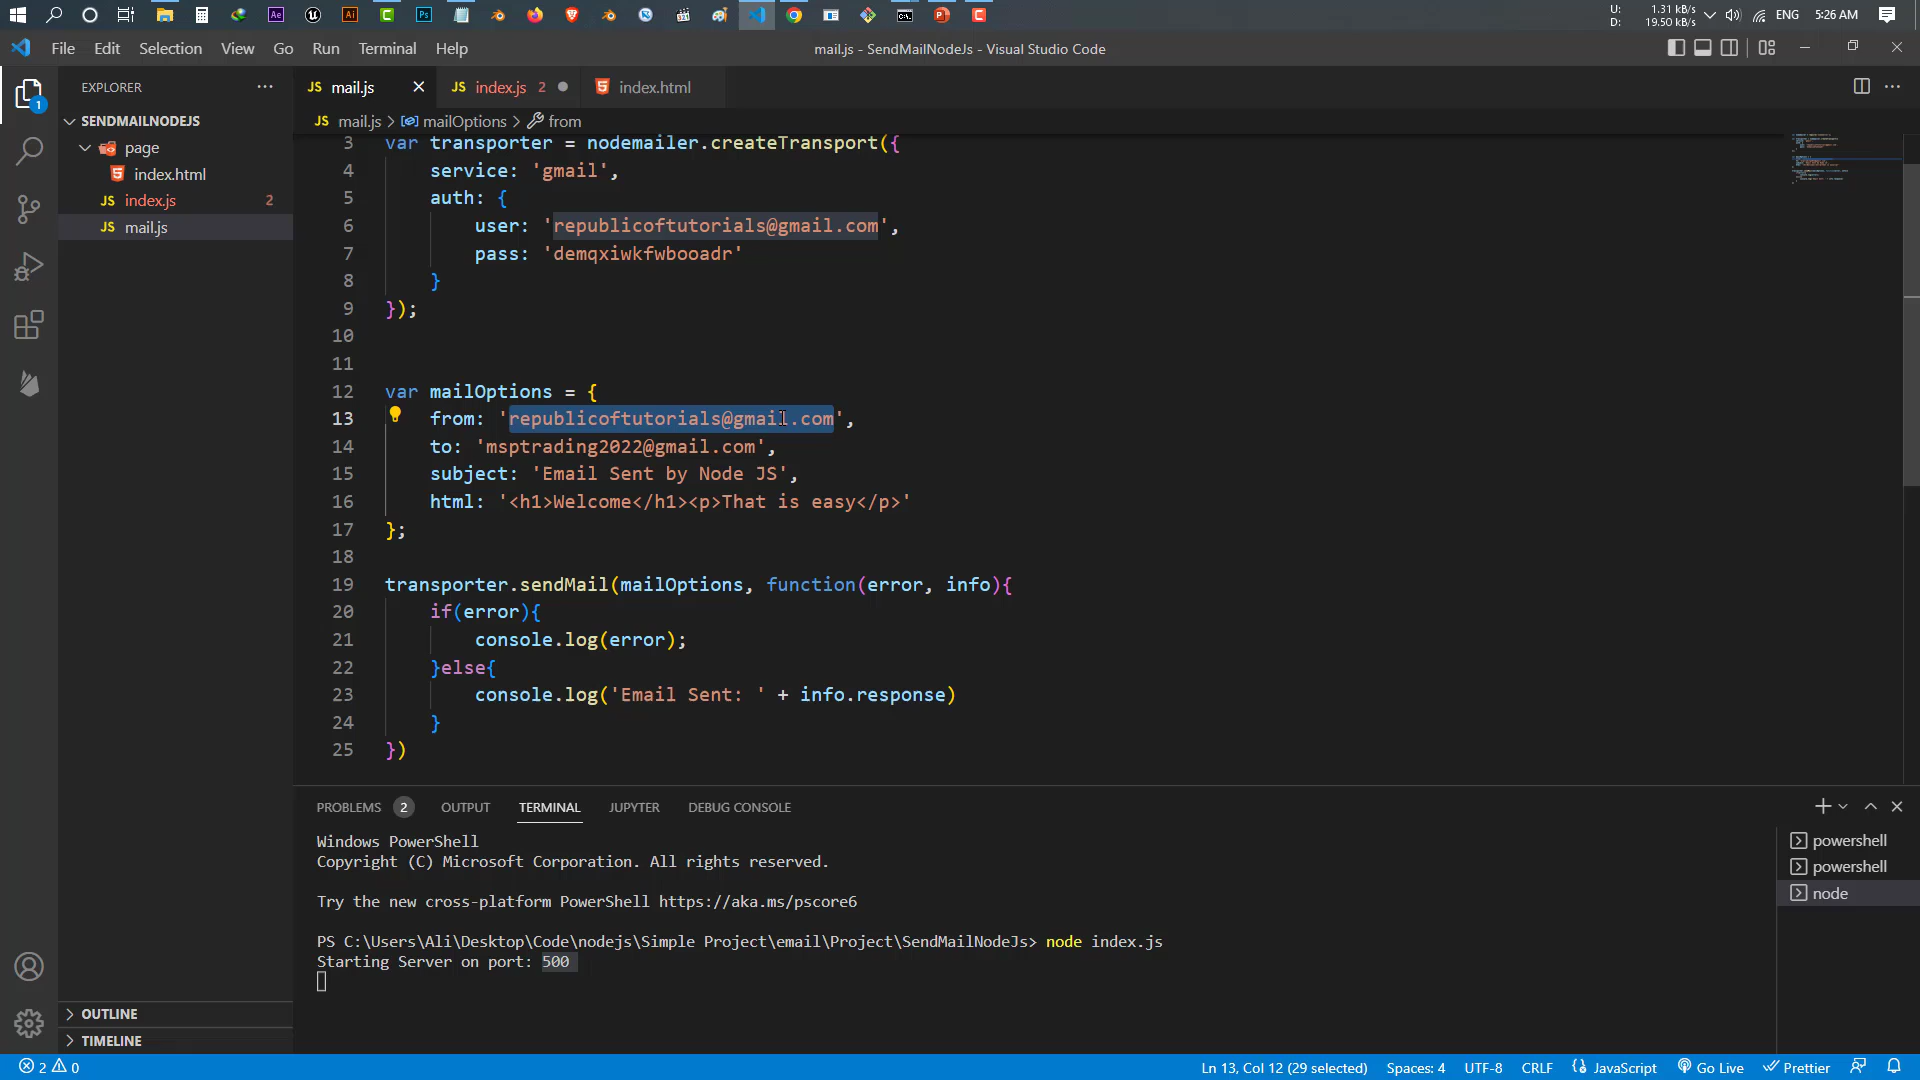 U: 1.31 kB/s
D: 19.50 kB/s
ENG 5:26 AM
File Edit Selection View Go Run Terminal Help
mail.js - SendMailNodeJs - Visual Studio Code
EXPLORER
SENDMAILNODEJS
page
index.html
JS index.js 2
JS mail.js
OUTLINE
TIMELINE
JS mail.js
JS index.js 2
index.html
JS mail.js > mailOptions > from
3 var transporter = nodemailer.createTransport({
4 service: 'gmail',
5 auth: {
6 user: 'republicoftutorials@gmail.com',
7 pass: 'demqxiwkfwbooadr'
8 }
9 });
10
11
12 var mailOptions = {
13 from: 'republicoftutorials@gmail.com',
14 to: 'msptrading2022@gmail.com',
15 subject: 'Email Sent by Node JS',
16 html: '<h1>Welcome</h1><p>That is easy</p>'
17 };
18
19 transporter.sendMail(mailOptions, function(error, info){
20 if(error){
21 console.log(error);
22 }else{
23 console.log('Email Sent: ' + info.response)
24 }
25 })
PROBLEMS 2 OUTPUT TERMINAL JUPYTER DEBUG CONSOLE
Windows PowerShell
Copyright (C) Microsoft Corporation. All rights reserved.
Try the new cross-platform PowerShell https://aka.ms/pscore6
PS C:\Users\Ali\Desktop\Code\nodejs\Simple Project\email\Project\SendMailNodeJs> node index.js
Starting Server on port: 500
powershell
powershell
node
2 0
Ln 13, Col 12 (29 selected) Spaces: 4 UTF-8 CRLF JavaScript Go Live Prettier